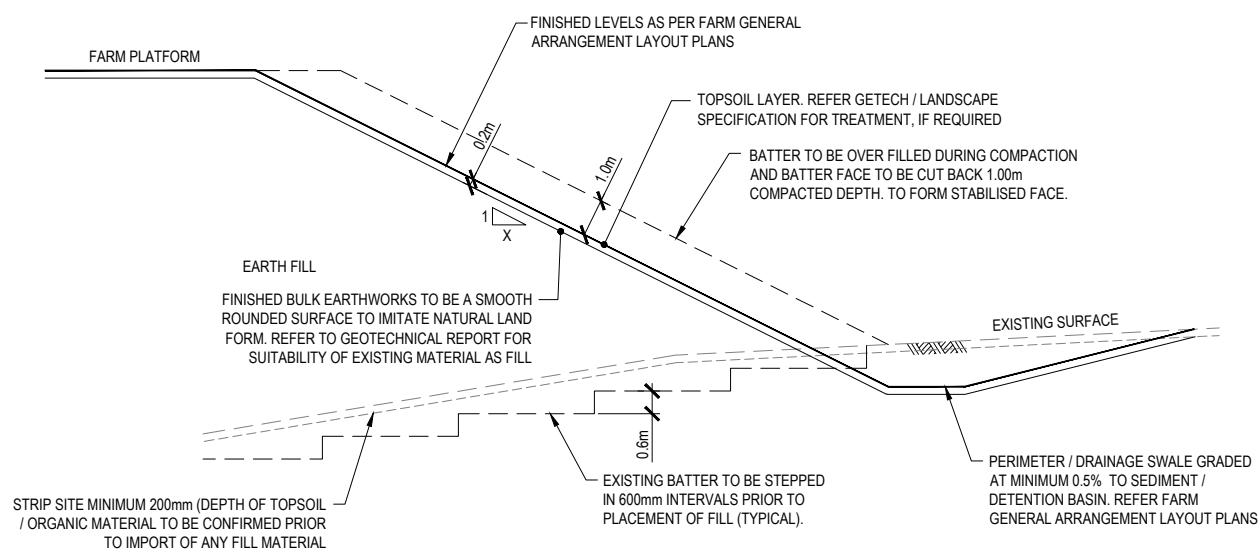 FINISHED LEVELS AS PER FARM GENERAL
ARRANGEMENT LAYOUT PLANS
FARM PLATFORM
TOPSOIL LAYER. REFER GETECH / LANDSCAPE
SPECIFICATION FOR TREATMENT, IF REQUIRED
0.2m
1.0m
BATTER TO BE OVER FILLED DURING COMPACTION
AND BATTER FACE TO BE CUT BACK 1.00m
COMPACTED DEPTH. TO FORM STABILISED FACE.
1
X
EARTH FILL
FINISHED BULK EARTHWORKS TO BE A SMOOTH
ROUNDED SURFACE TO IMITATE NATURAL LAND
FORM. REFER TO GEOTECHNICAL REPORT FOR
SUITABILITY OF EXISTING MATERIAL AS FILL
EXISTING SURFACE
0.6m
STRIP SITE MINIMUM 200mm (DEPTH OF TOPSOIL
/ ORGANIC MATERIAL TO BE CONFIRMED PRIOR
TO IMPORT OF ANY FILL MATERIAL
EXISTING BATTER TO BE STEPPED
IN 600mm INTERVALS PRIOR TO
PLACEMENT OF FILL (TYPICAL).
PERIMETER / DRAINAGE SWALE GRADED
AT MINIMUM 0.5% TO SEDIMENT /
DETENTION BASIN. REFER FARM
GENERAL ARRANGEMENT LAYOUT PLANS